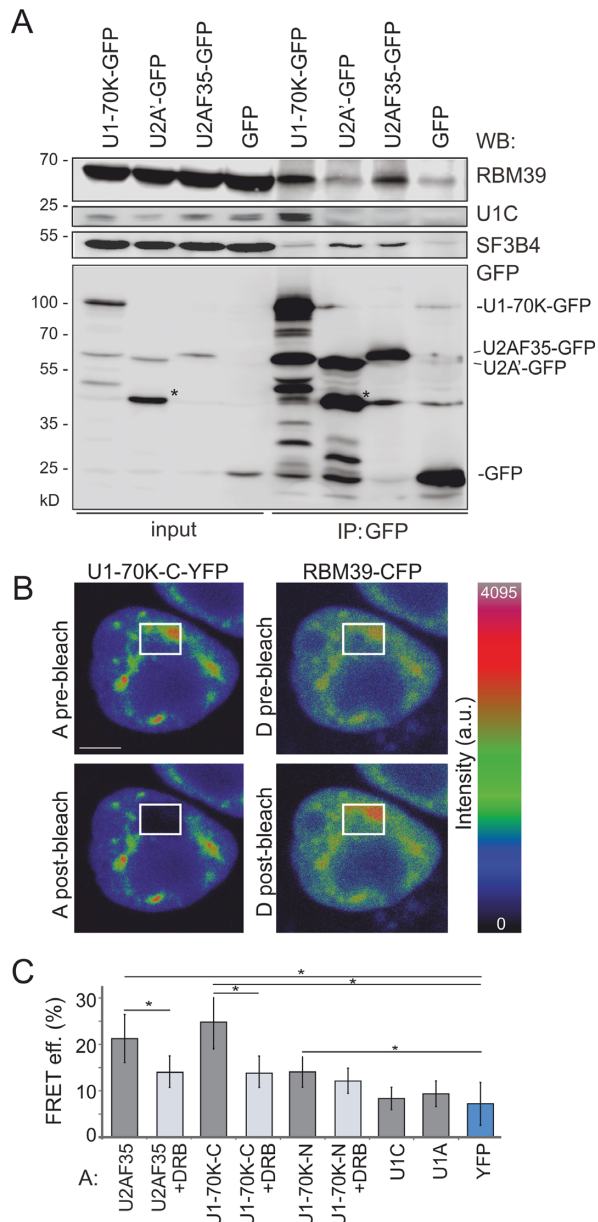 A
U1-70K-GFP U2A'-GFP U2AF35-GFP GFP U1-70K-GFP U2A'-GFP U2AF35-GFP GFP WB:
70 - RBM39
25 - U1C
55 - SF3B4
GFP
100 - -U1-70K-GFP
70 -
U2AF35-GFP
55 - U2A'-GFP
* *
35 -
25 - -GFP
kD
input IP:GFP
B
U1-70K-C-YFP RBM39-CFP
A pre-bleach D pre-bleach
A post-bleach D post-bleach
4095
Intensity (a.u.)
0
C
* * * * *
FRET eff. (%)
30
20
10
0
A: U2AF35 U2AF35 +DRB U1-70K-C U1-70K-C +DRB U1-70K-N U1-70K-N +DRB U1C U1A YFP